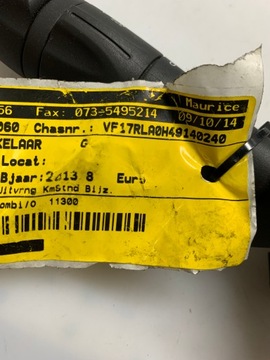 56 Fax: 073-5495214 Maurice
060 Chasnr.: VF17RLA0H49140240 09/10/14
KELAAR G
Locat:
Bjaar: 2013 8 Euro
Uitvrng KmStnd Bijz.
ombi/o 11300